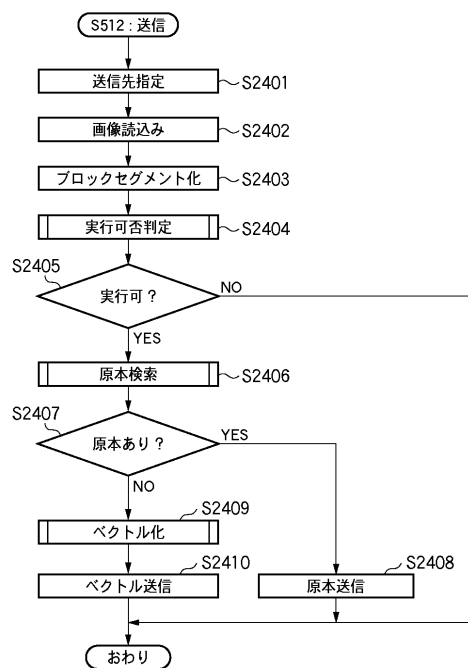 S512：送信
送信先指定 S2401
画像読込み S2402
ブロックセグメント化 S2403
実行可否判定 S2404
S2405
実行可？ NO
YES
原本検索 S2406
S2407
原本あり？ YES
NO
ベクトル化 S2409
ベクトル送信 S2410
原本送信 S2408
おわり